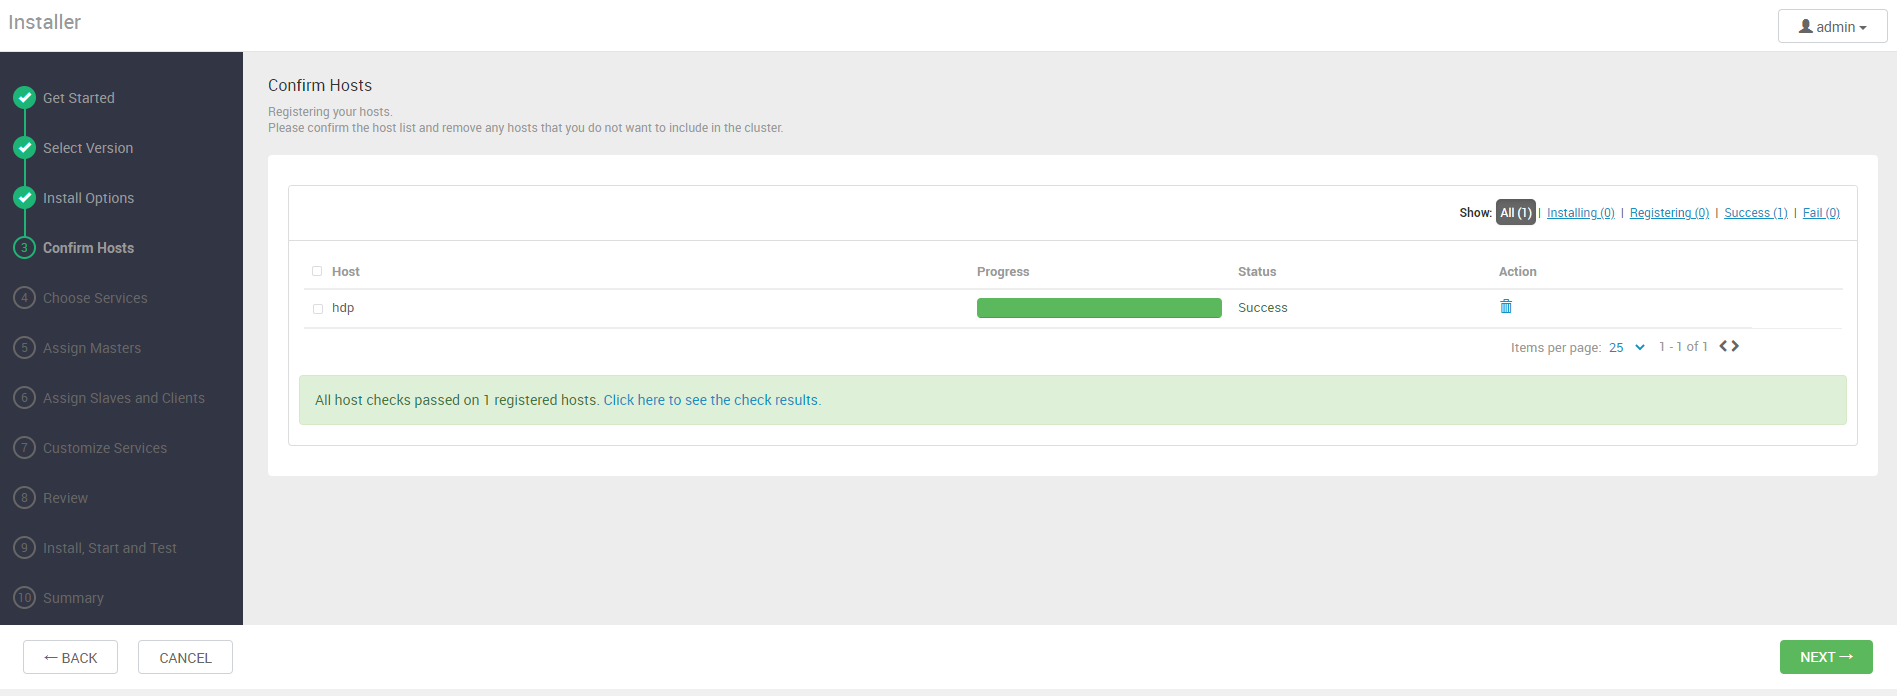 Installer
admin
Get Started
Select Version
Install Options
3 Confirm Hosts
4 Choose Services
5 Assign Masters
6 Assign Slaves and Clients
7 Customize Services
8 Review
9 Install, Start and Test
10 Summary
Confirm Hosts
Registering your hosts.
Please confirm the host list and remove any hosts that you do not want to include in the cluster.
Show: All (1) | Installing (0) | Registering (0) | Success (1) | Fail (0)
Host Progress Status Action
hdp Success
Items per page: 25 1 - 1 of 1
All host checks passed on 1 registered hosts. Click here to see the check results.
← BACK CANCEL NEXT →